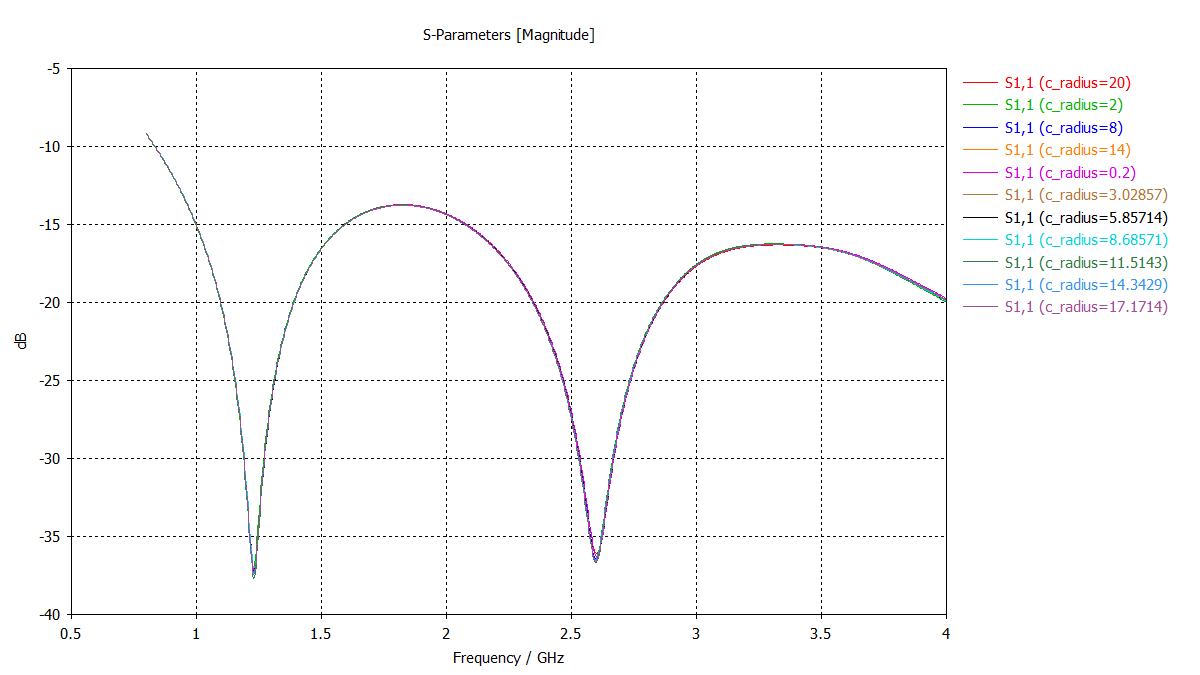 S-Parameters [Magnitude]
-5
-10
-15
-20
-25
-30
-35
-40
dB
0.5 1 1.5 2 2.5 3 3.5 4
Frequency / GHz
S1,1 (c_radius=20)
S1,1 (c_radius=2)
S1,1 (c_radius=8)
S1,1 (c_radius=14)
S1,1 (c_radius=0.2)
S1,1 (c_radius=3.02857)
S1,1 (c_radius=5.85714)
S1,1 (c_radius=8.68571)
S1,1 (c_radius=11.5143)
S1,1 (c_radius=14.3429)
S1,1 (c_radius=17.1714)